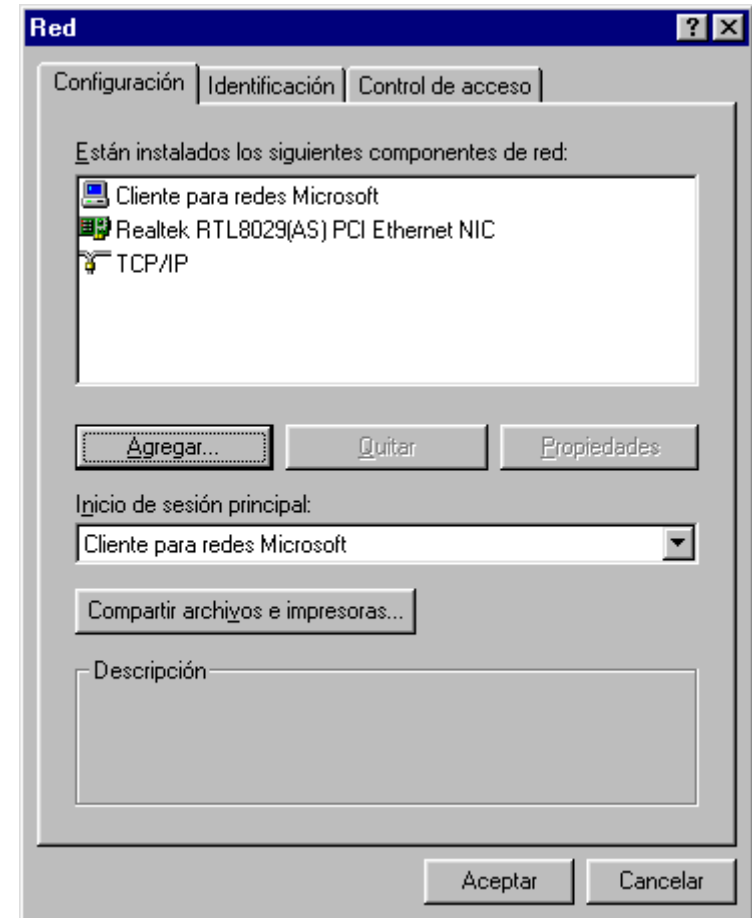 Red
Configuración Identificación Control de acceso
Están instalados los siguientes componentes de red:
Cliente para redes Microsoft
Realtek RTL8029(AS) PCI Ethernet NIC
TCP/IP
Agregar... Quitar Propiedades
Inicio de sesión principal:
Cliente para redes Microsoft
Compartir archivos e impresoras...
Descripción
Aceptar Cancelar